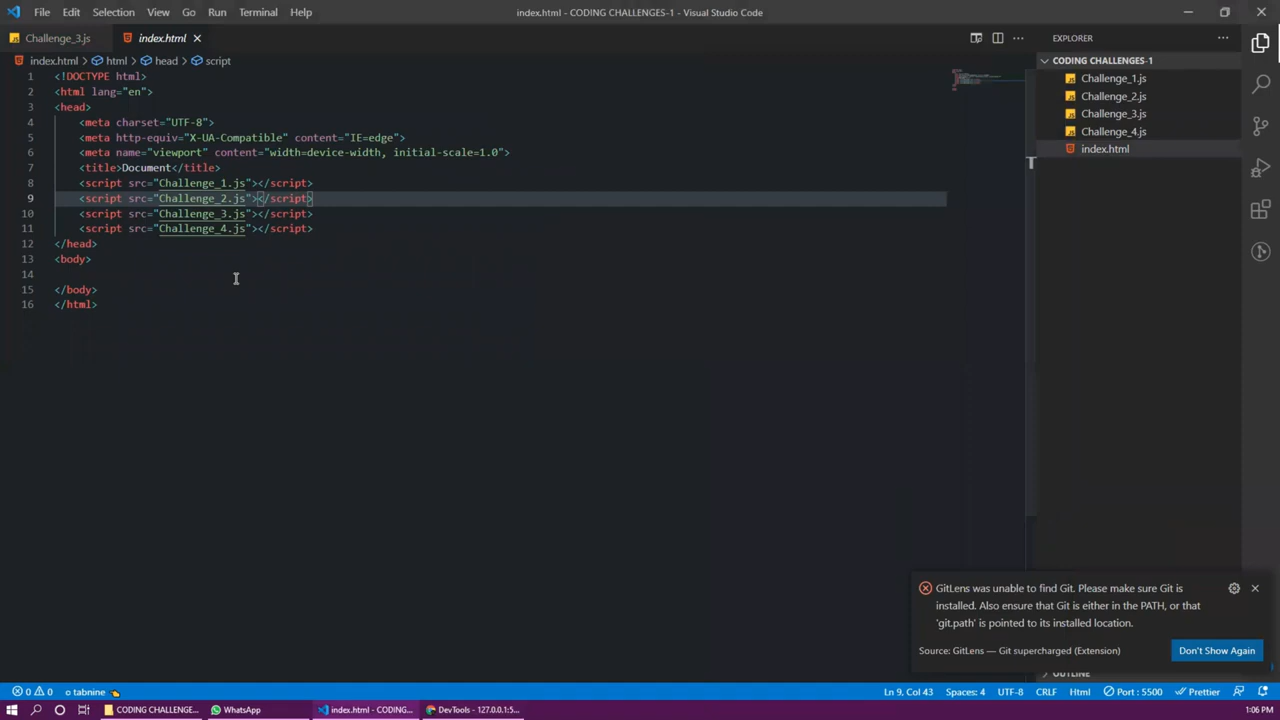 File Edit Selection View Go Run Terminal Help
index.html - CODING CHALLENGES-1 - Visual Studio Code
Challenge_3.js
index.html
index.html > html > head > script
1 <!DOCTYPE html>
2 <html lang="en">
3 <head>
4 <meta charset="UTF-8">
5 <meta http-equiv="X-UA-Compatible" content="IE=edge">
6 <meta name="viewport" content="width=device-width, initial-scale=1.0">
7 <title>Document</title>
8 <script src="Challenge_1.js"></script>
9 <script src="Challenge_2.js"></script>
10 <script src="Challenge_3.js"></script>
11 <script src="Challenge_4.js"></script>
12 </head>
13 <body>
14
15 </body>
16 </html>
EXPLORER
CODING CHALLENGES-1
JS Challenge_1.js
JS Challenge_2.js
JS Challenge_3.js
JS Challenge_4.js
index.html
GitLens was unable to find Git. Please make sure Git is
installed. Also ensure that Git is either in the PATH, or that
'git.path' is pointed to its installed location.
Source: GitLens — Git supercharged (Extension)
Don't Show Again
OUTLINE
0 0 tabnine
Ln 9, Col 43 Spaces: 4 UTF-8 CRLF Html Port : 5500 Prettier
CODING CHALLENGE...
WhatsApp
index.html - CODING...
DevTools - 127.0.0.1:5...
1:06 PM